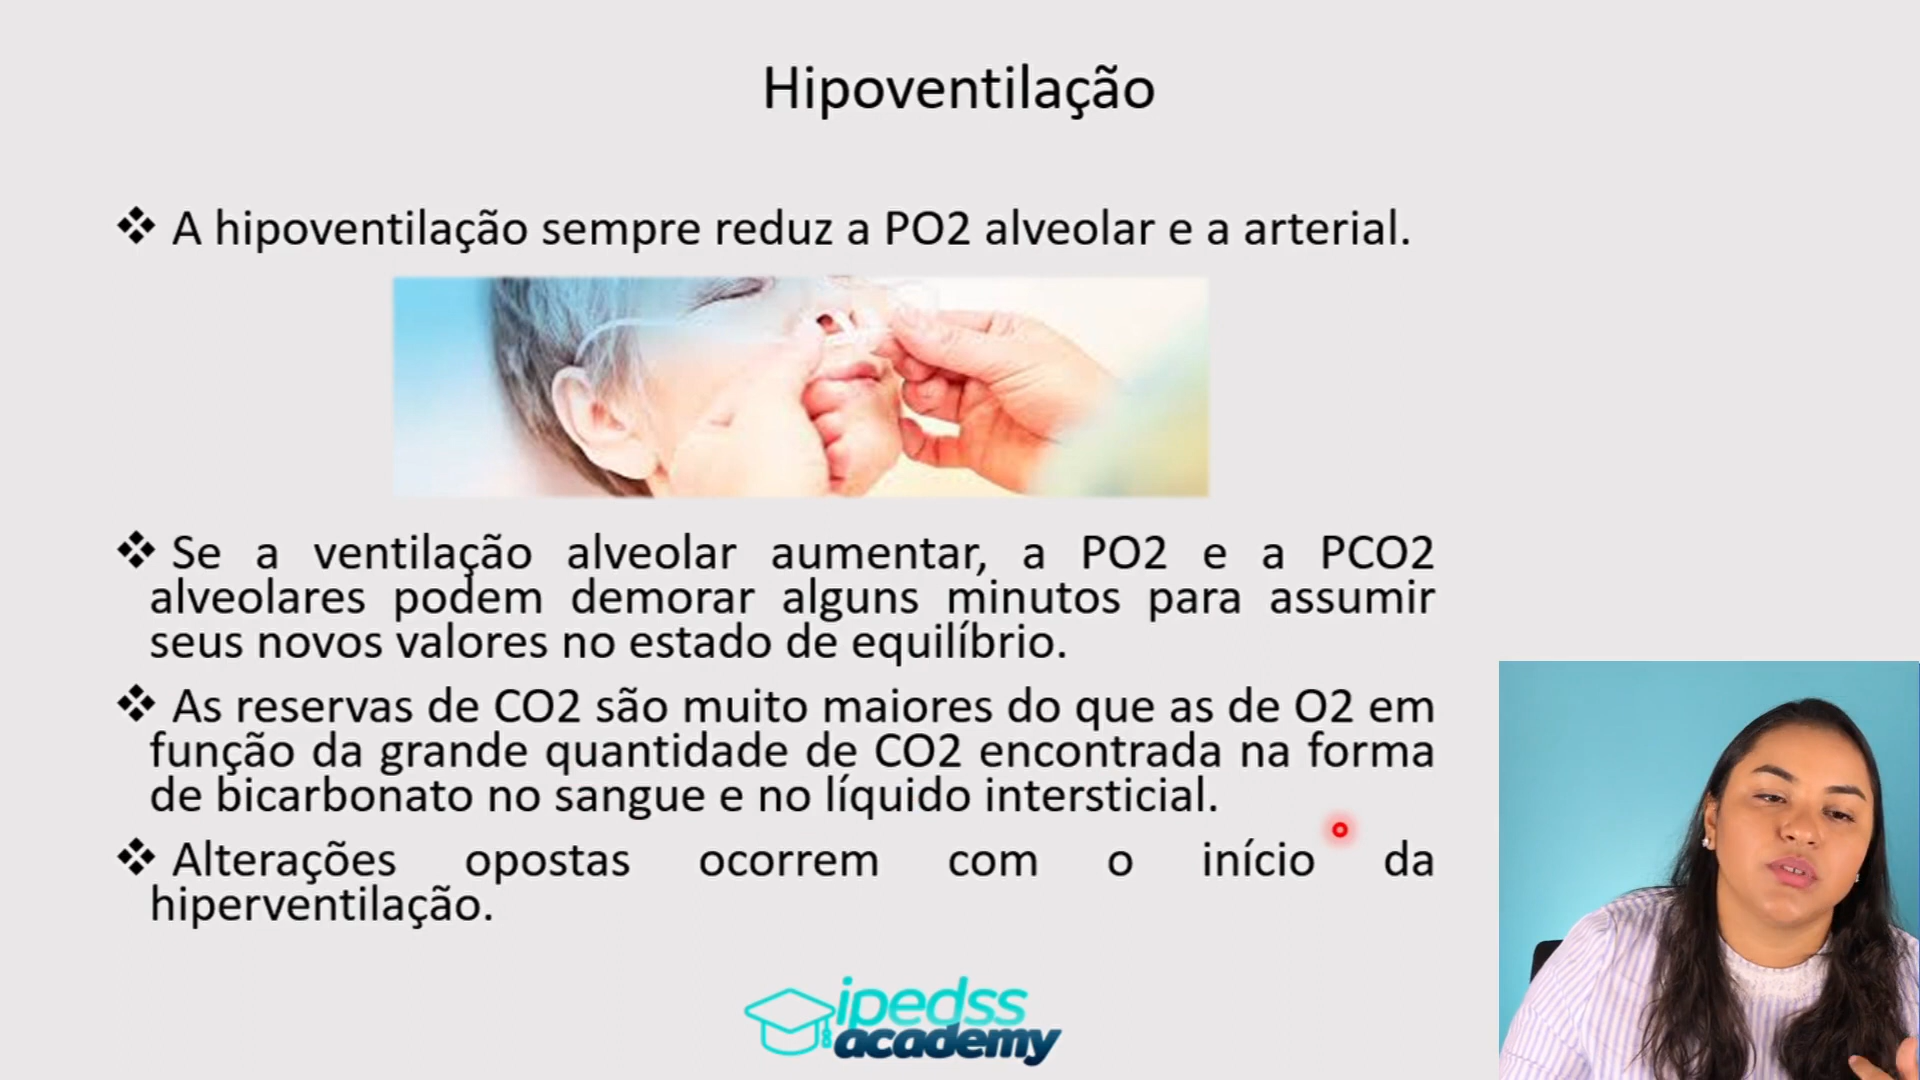 Hipoventilação
A hipoventilação sempre reduz a PO2 alveolar e a arterial.
Se a ventilação alveolar aumentar, a PO2 e a PCO2
alveolares podem demorar alguns minutos para assumir
seus novos valores no estado de equilíbrio.
As reservas de CO2 são muito maiores do que as de O2 em
função da grande quantidade de CO2 encontrada na forma
de bicarbonato no sangue e no líquido intersticial.
Alterações opostas ocorrem com o início da
hiperventilação.
ipedss
academy